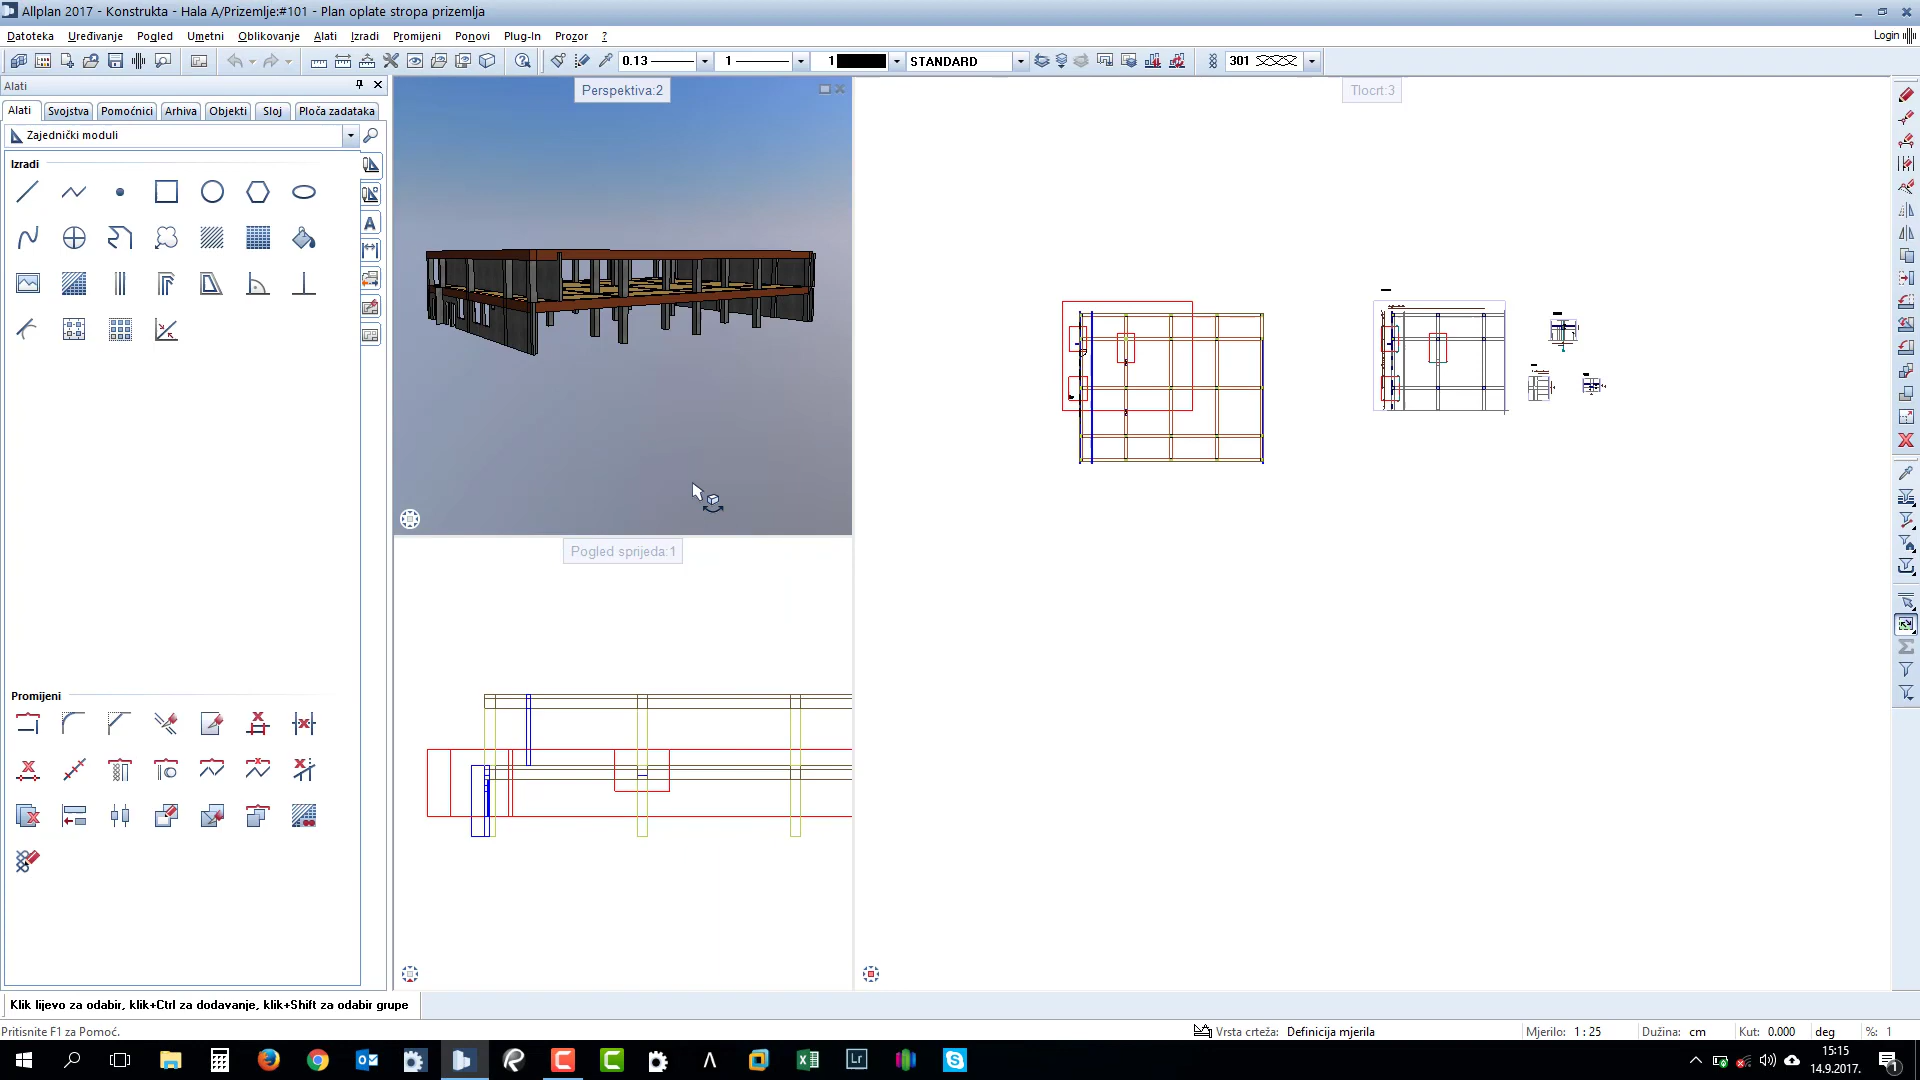 Allplan 2017 - Konstrukta - Hala A/Prizemlje:#101 - Plan oplate stropa prizemlja
Datoteka Uređivanje Pogled Umetni Oblikovanje Alati Izradi Promijeni Ponovi Plug-In Prozor ?
Login
0.13 1 1 STANDARD 301
Alati
Alati Svojstva Pomoćnici Arhiva Objekti Sloj Ploča zadataka
Zajednički moduli
Izradi
A
Perspektiva:2
Tlocrt:3
Pogled sprijeda:1
Promijeni
Klik lijevo za odabir, klik+Ctrl za dodavanje, klik+Shift za odabir grupe
Pritisnite F1 za Pomoć.
Vrsta crteža: Definicija mjerila
Mjerilo: 1 : 25
Dužina: cm
Kut: 0.000 deg
%: 1
Lr
15:15
14.9.2017.
1